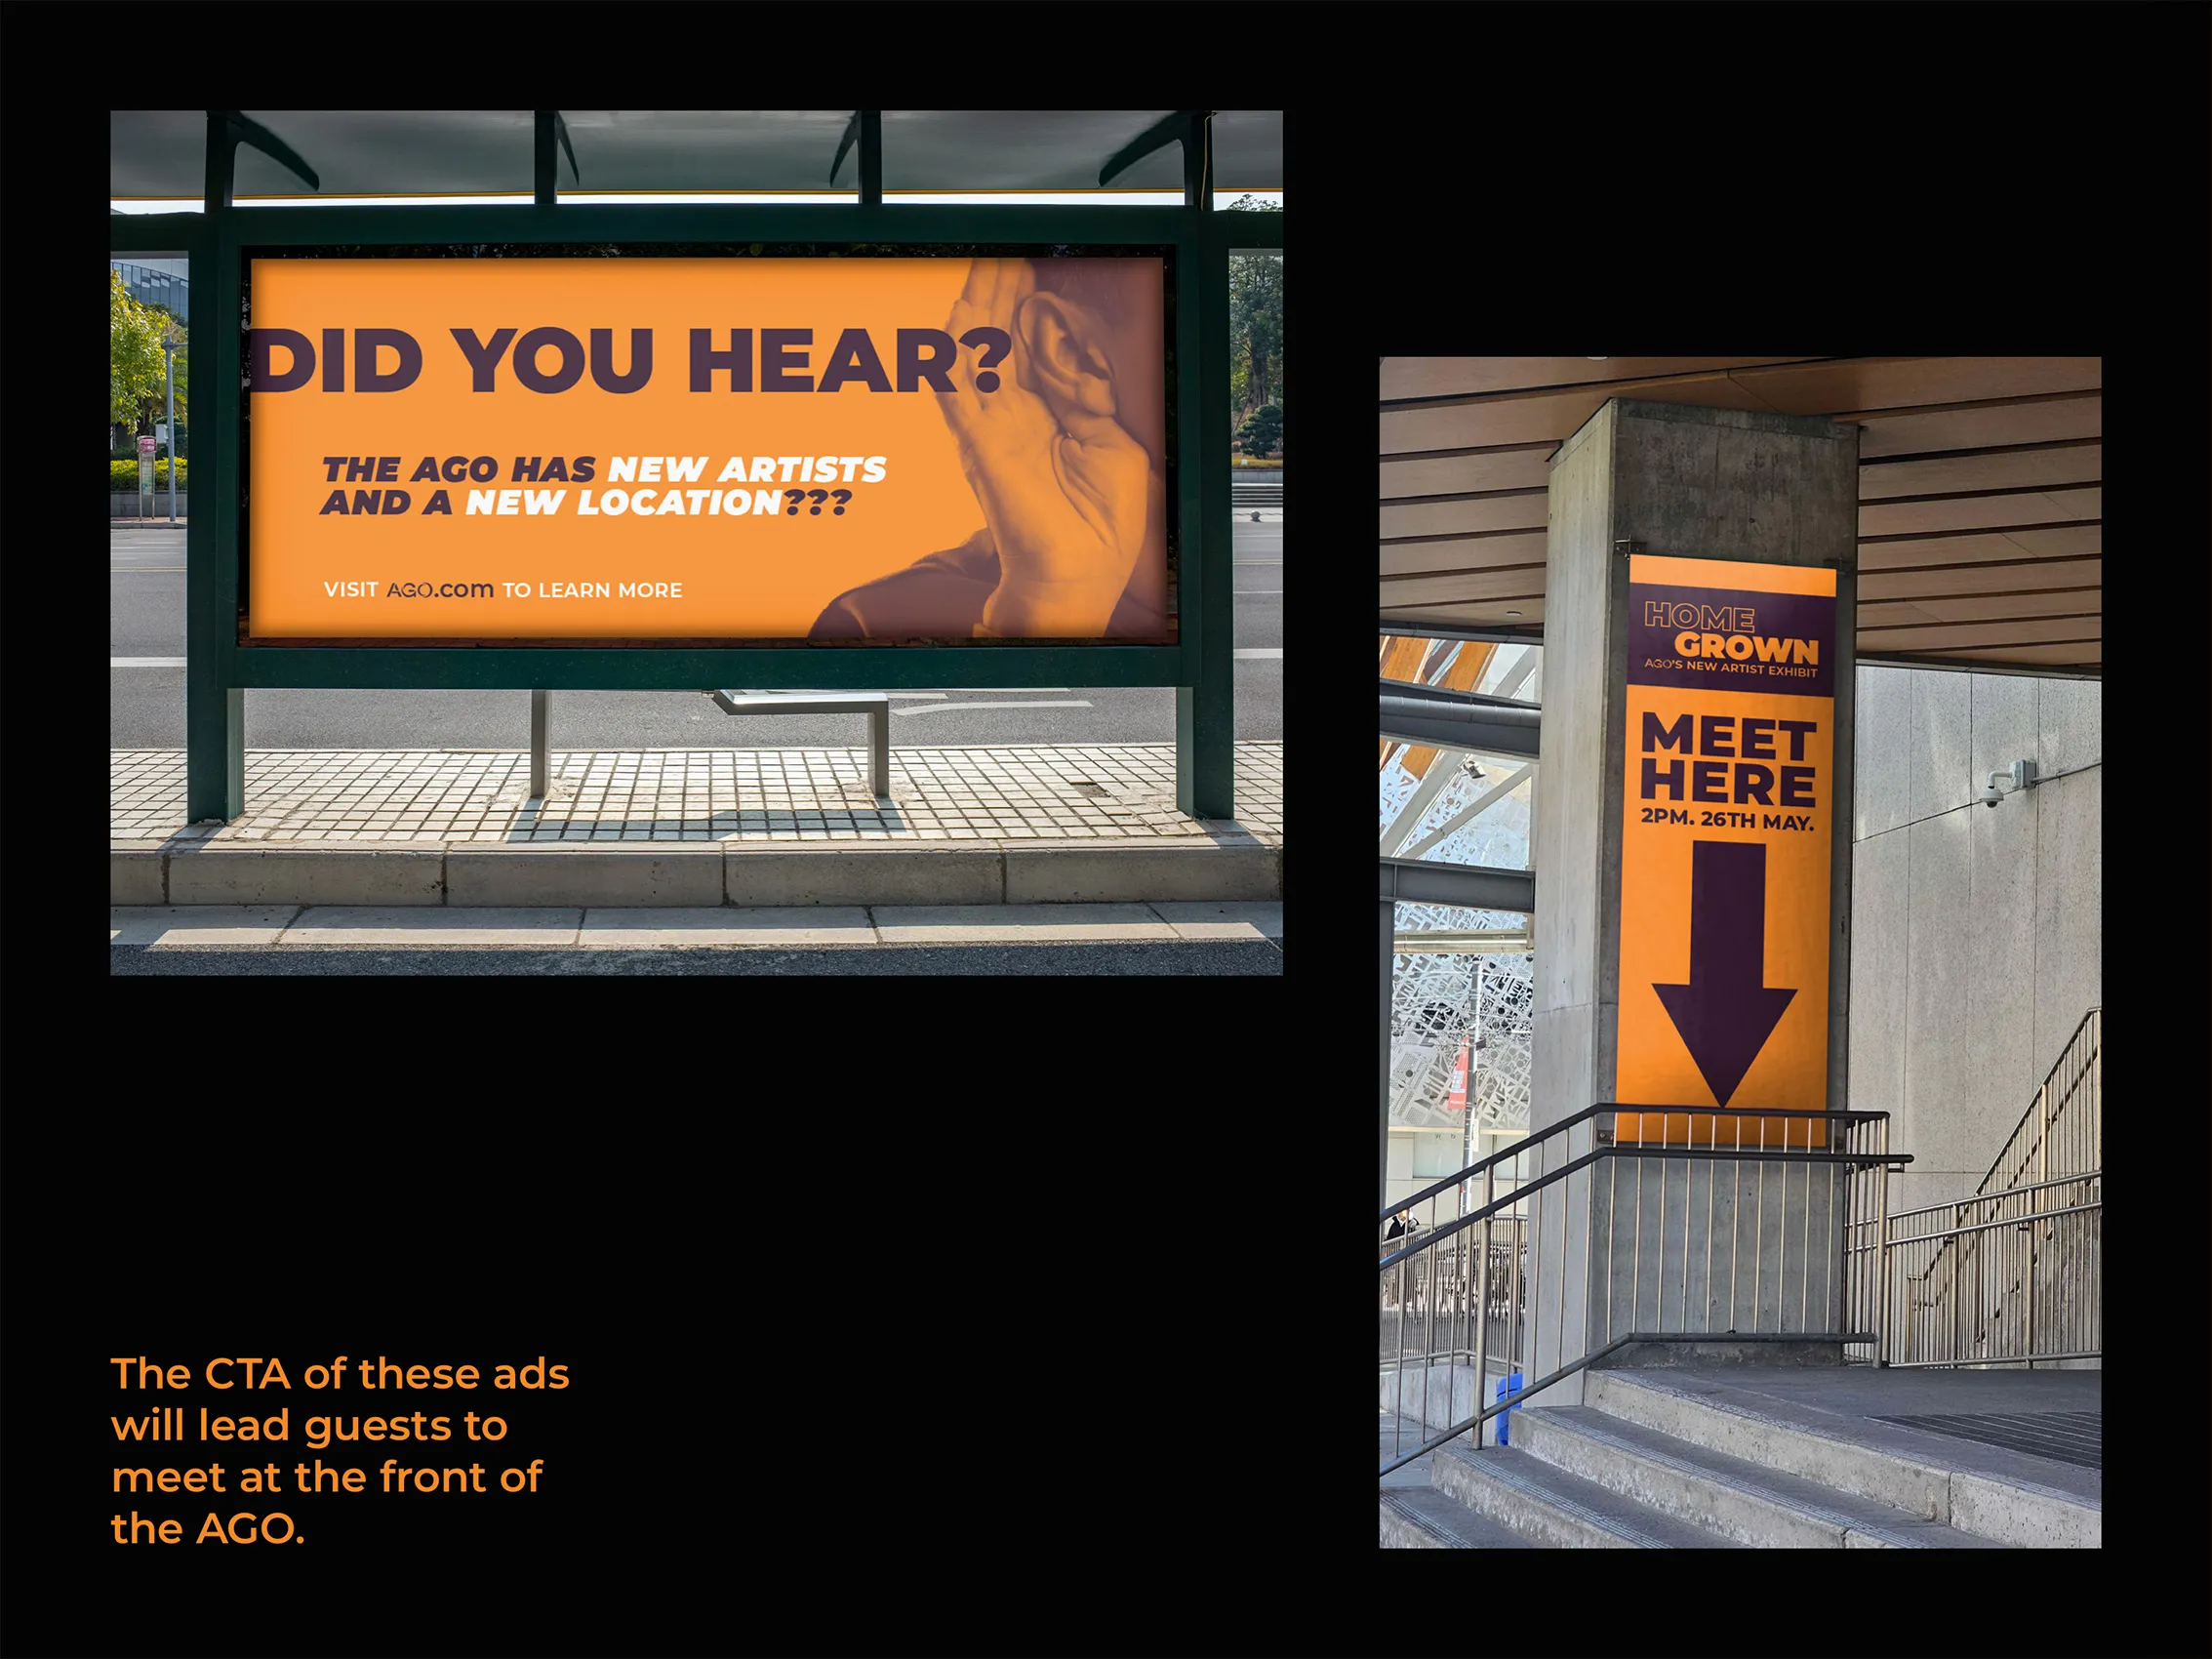 DID YOU HEAR?
THE AGO HAS NEW ARTISTS
AND A NEW LOCATION???
VISIT AGO.com TO LEARN MORE
HOME
GROWN
AGO'S NEW ARTIST EXHIBIT
MEET
HERE
2PM. 26TH MAY.
The CTA of these ads
will lead guests to
meet at the front of
the AGO.